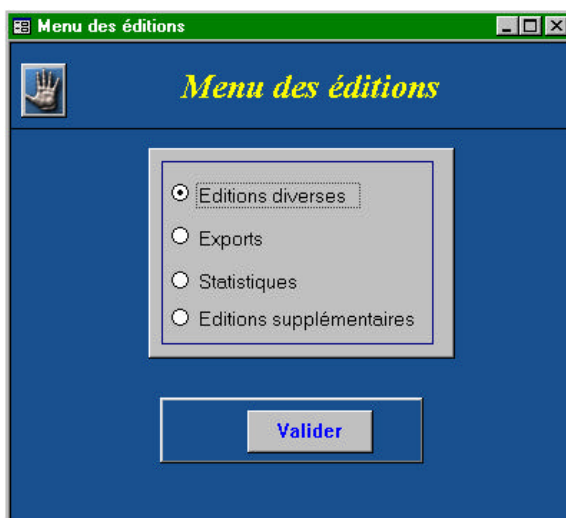 Menu des éditions
Menu des éditions
Editions diverses
Exports
Statistiques
Editions supplémentaires
Valider